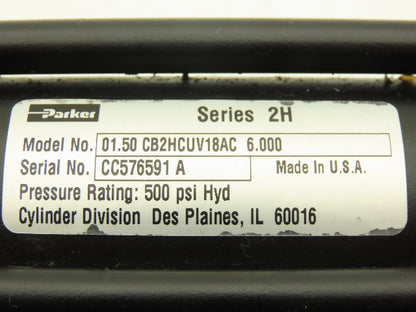 Parker Series 2H
Model No. 01.50 CB2HCUV18AC 6.000
Serial No. CC576591 A Made In U.S.A.
Pressure Rating: 500 psi Hyd
Cylinder Division Des Plaines, IL 60016